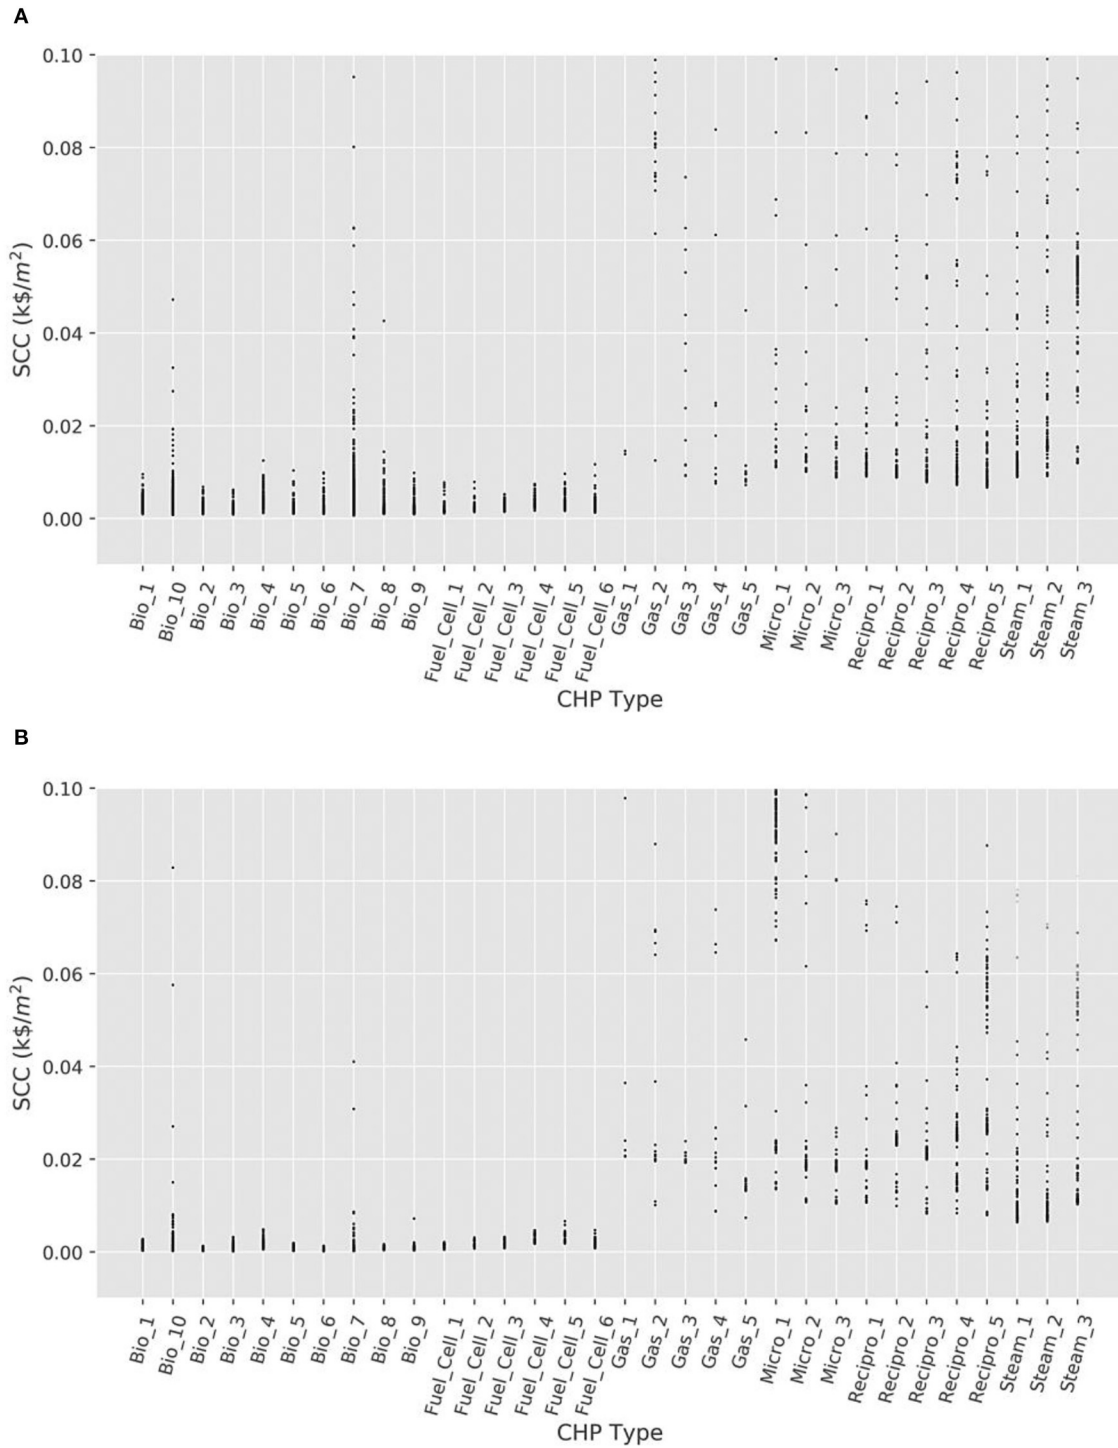 A
0.10
0.08
0.06
0.04
0.02
0.00
SCC (k$/m²)
Bio_1
Bio_10
Bio_2
Bio_3
Bio_4
Bio_5
Bio_6
Bio_7
Bio_8
Bio_9
Fuel_Cell_1
Fuel_Cell_2
Fuel_Cell_3
Fuel_Cell_4
Fuel_Cell_5
Fuel_Cell_6
Gas_1
Gas_2
Gas_3
Gas_4
Gas_5
Micro_1
Micro_2
Micro_3
Recipro_1
Recipro_2
Recipro_3
Recipro_4
Recipro_5
Steam_1
Steam_2
Steam_3
CHP Type
B
0.10
0.08
0.06
0.04
0.02
0.00
SCC (k$/m²)
Bio_1
Bio_10
Bio_2
Bio_3
Bio_4
Bio_5
Bio_6
Bio_7
Bio_8
Bio_9
Fuel_Cell_1
Fuel_Cell_2
Fuel_Cell_3
Fuel_Cell_4
Fuel_Cell_5
Fuel_Cell_6
Gas_1
Gas_2
Gas_3
Gas_4
Gas_5
Micro_1
Micro_2
Micro_3
Recipro_1
Recipro_2
Recipro_3
Recipro_4
Recipro_5
Steam_1
Steam_2
Steam_3
CHP Type